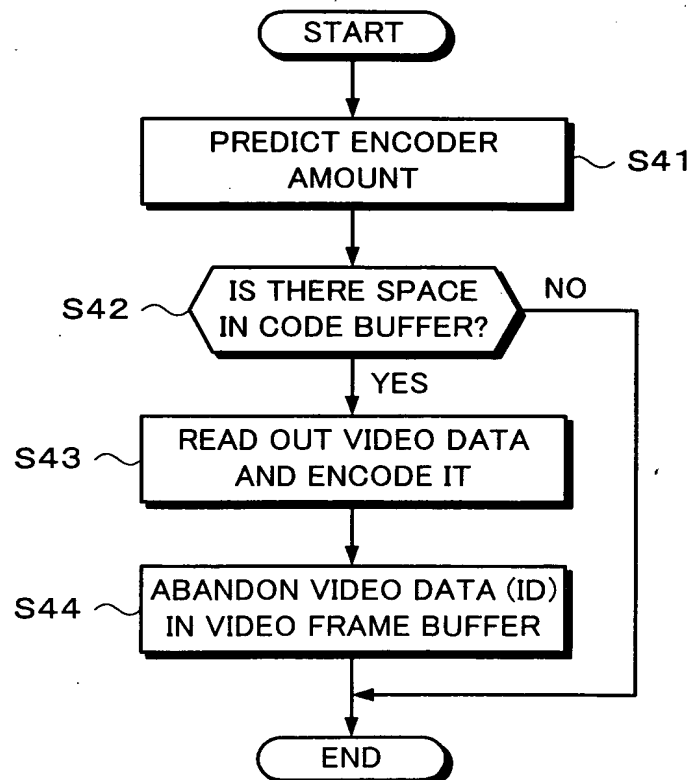 START
PREDICT ENCODER
AMOUNT
S41
S42
IS THERE SPACE
IN CODE BUFFER?
NO
YES
S43
READ OUT VIDEO DATA
AND ENCODE IT
S44
ABANDON VIDEO DATA (ID)
IN VIDEO FRAME BUFFER
END